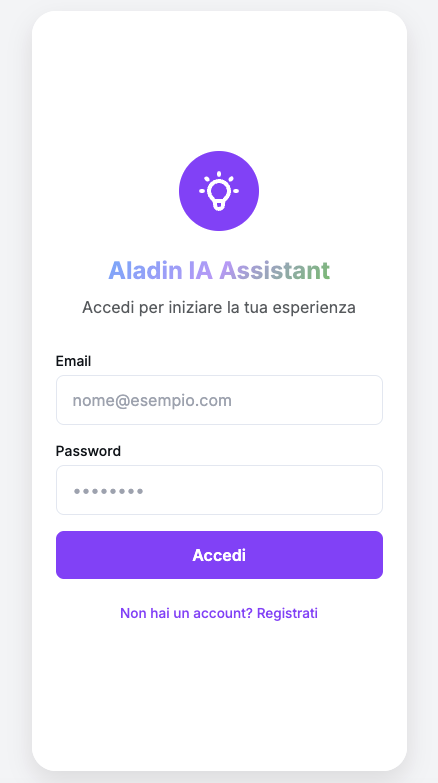 Aladin IA Assistant
Accedi per iniziare la tua esperienza
Email
nome@esempio.com
Password
••••••••
Accedi
Non hai un account? Registrati